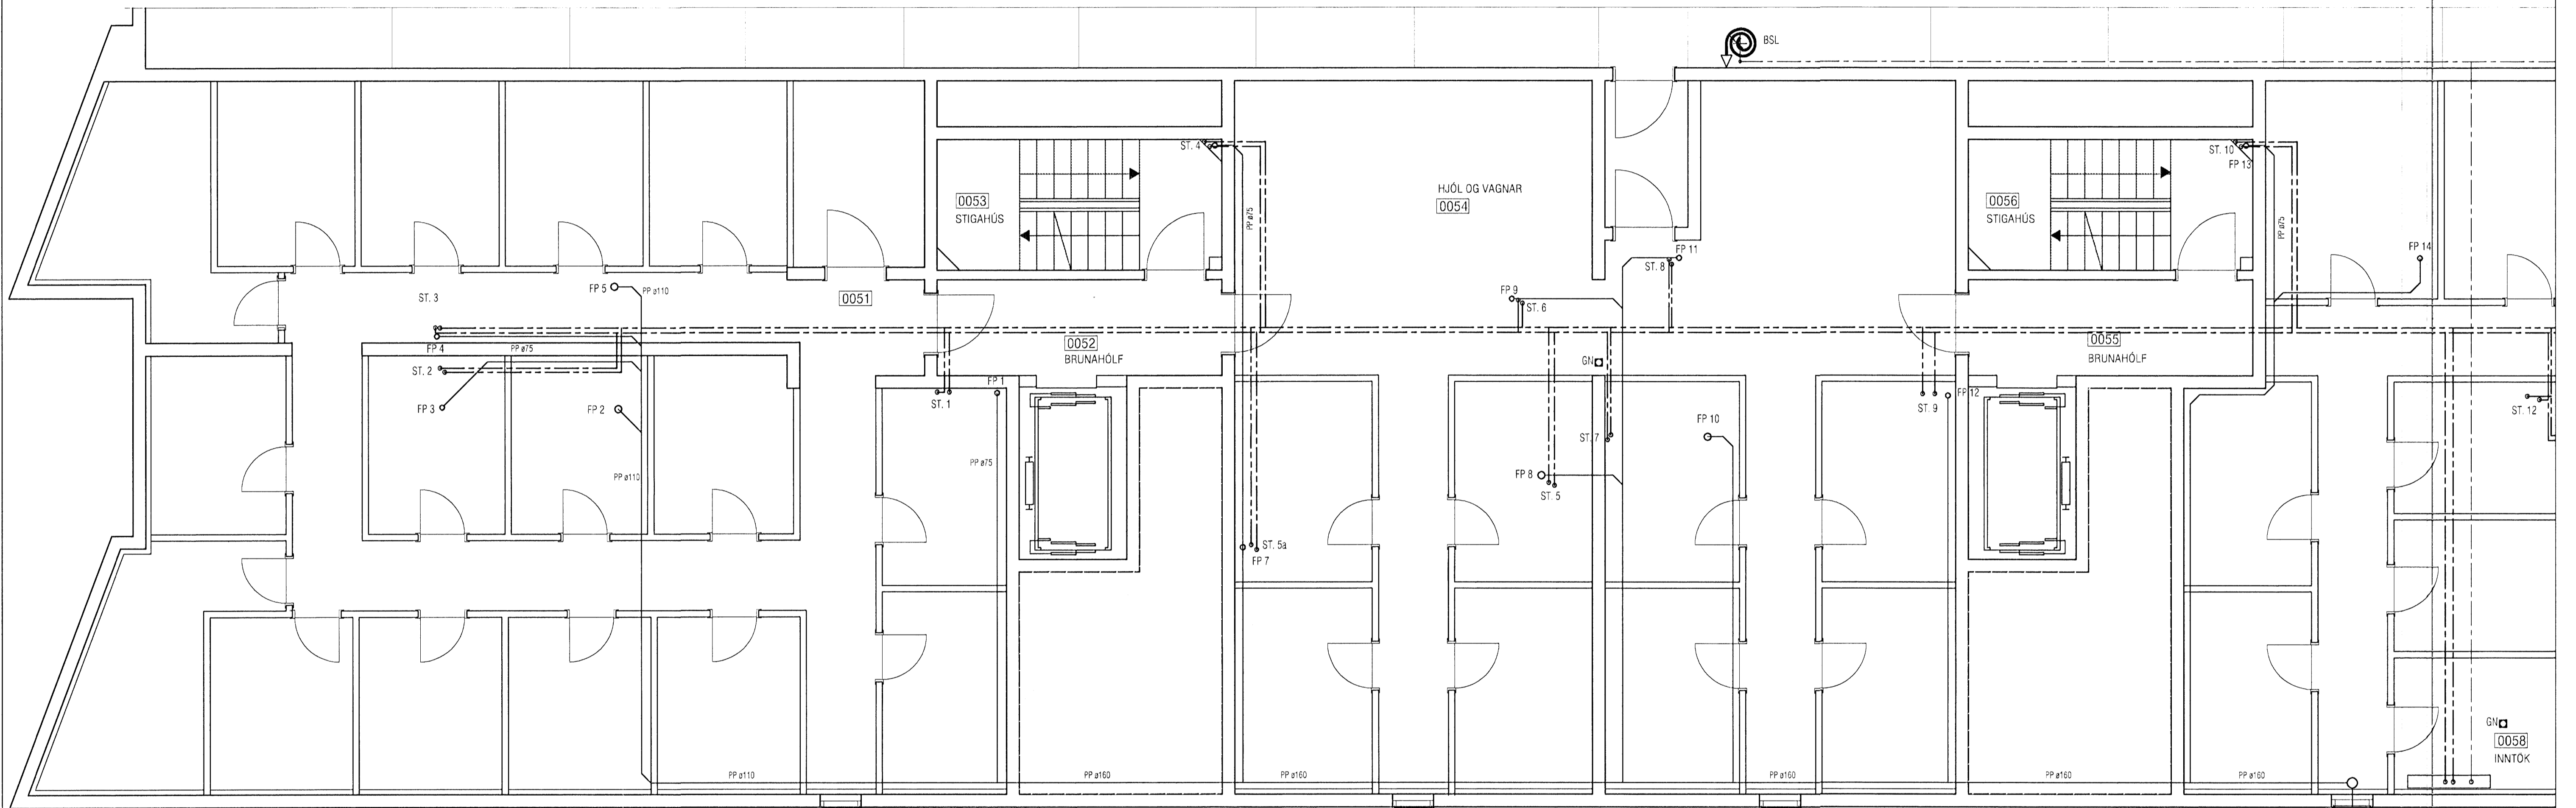 BSL
ST. 4
ST. 10
FP 13
HJÓL OG VAGNAR
0054
0053
STIGAHÚS
0056
STIGAHÚS
PP ø75
PP ø75
FP 11
FP 14
ST. 8
FP 5
PP ø110
ST. 3
0051
FP 9
ST. 6
0052
BRUNAHÓLF
0055
BRUNAHÓLF
FP 4
PP ø75
GN
ST. 2
FP 1
FP 3
FP 2
ST. 1
FP 12
ST. 9
ST. 12
FP 10
ST. 7
PP ø75
PP ø110
FP 8
ST. 5
ST. 5a
FP 7
GN
0058
INNTÖK
PP ø110
PP ø160
PP ø160
PP ø160
PP ø160
PP ø160